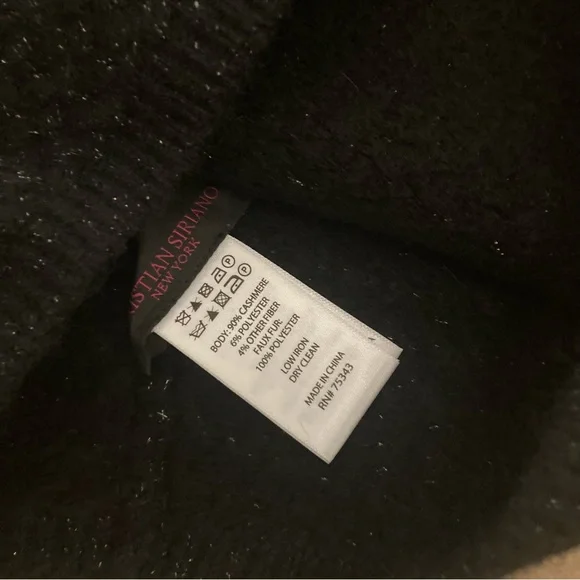 STIAN SIRIANO
NEW YORK
BODY: 90% CASHMERE
6% POLYESTER
4% OTHER FIBER
FAUX FUR:
100% POLYESTER
LOW IRON
DRY CLEAN
MADE IN CHINA
RN# 75343